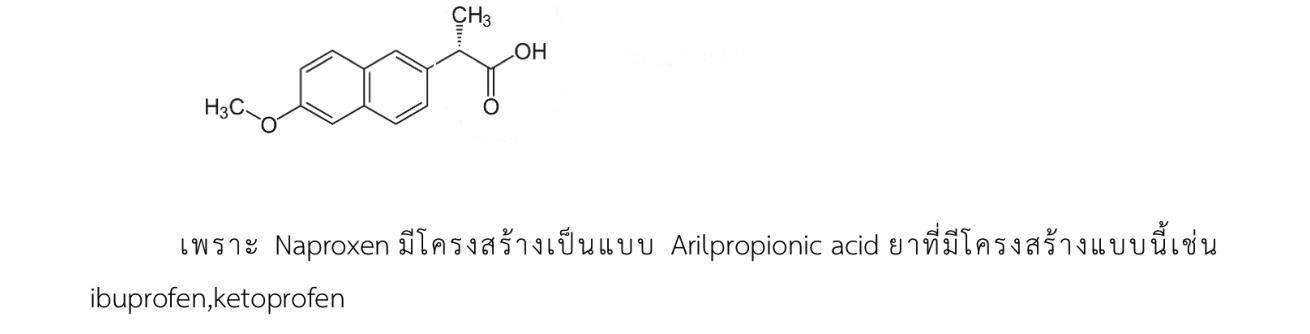 CH3
OH
H3C
O
O
เพราะ Naproxen มีโครงสร้างเป็นแบบ Arilpropionic acid ยาที่มีโครงสร้างแบบนี้เช่น
ibuprofen,ketoprofen